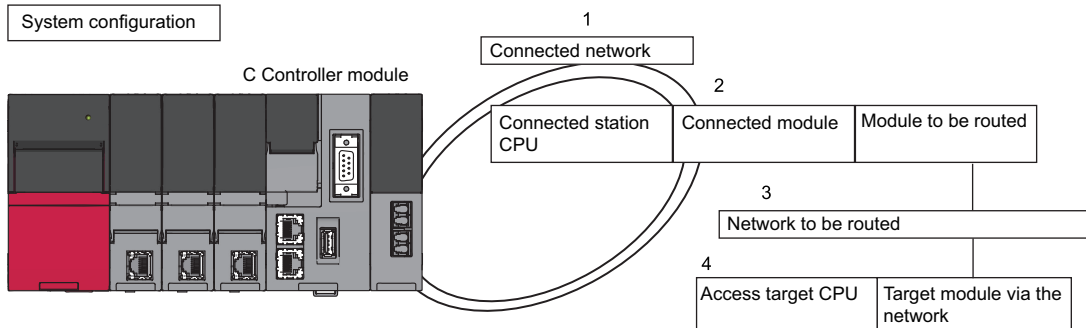 System configuration
1
Connected network
C Controller module
2
Connected station
CPU
Connected module
Module to be routed
3
Network to be routed
4
Access target CPU
Target module via the
network